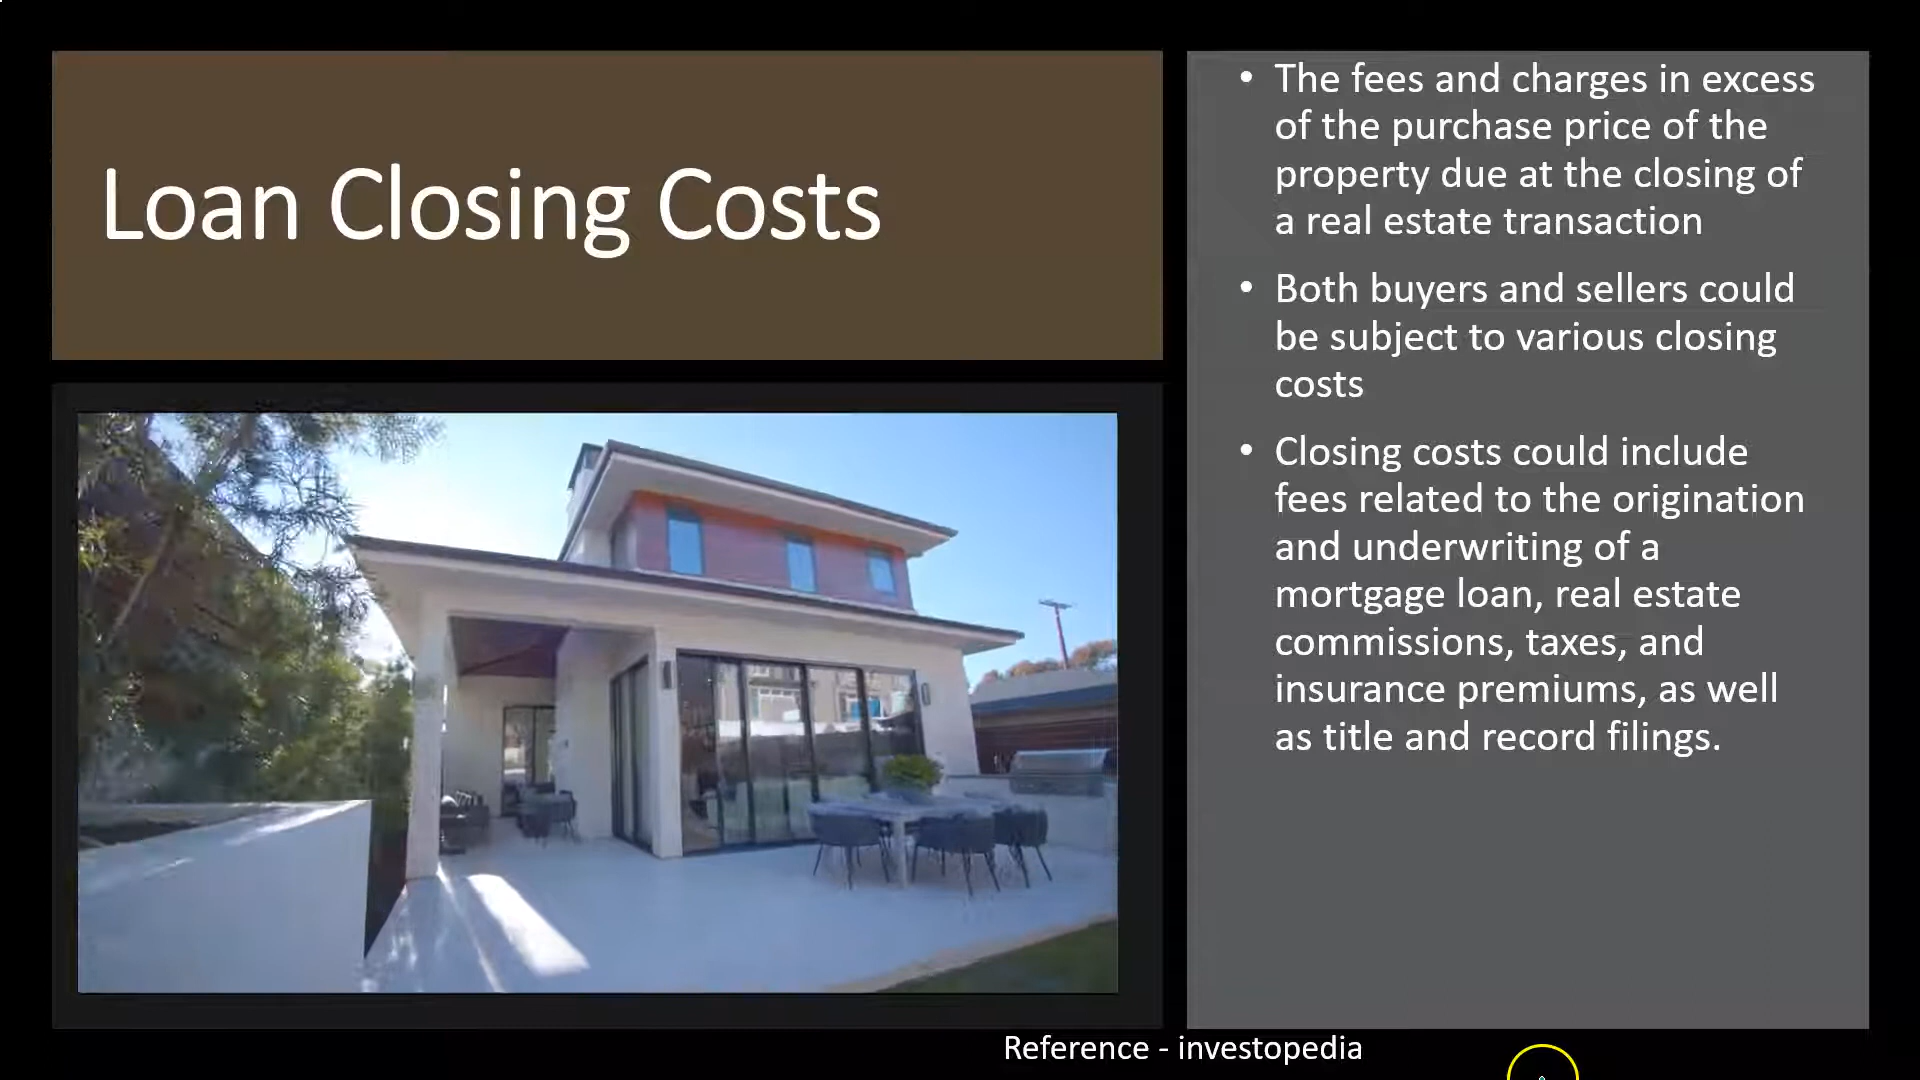 Loan Closing Costs
• The fees and charges in excess
of the purchase price of the
property due at the closing of
a real estate transaction
• Both buyers and sellers could
be subject to various closing
costs
• Closing costs could include
fees related to the origination
and underwriting of a
mortgage loan, real estate
commissions, taxes, and
insurance premiums, as well
as title and record filings.
Reference - investopedia